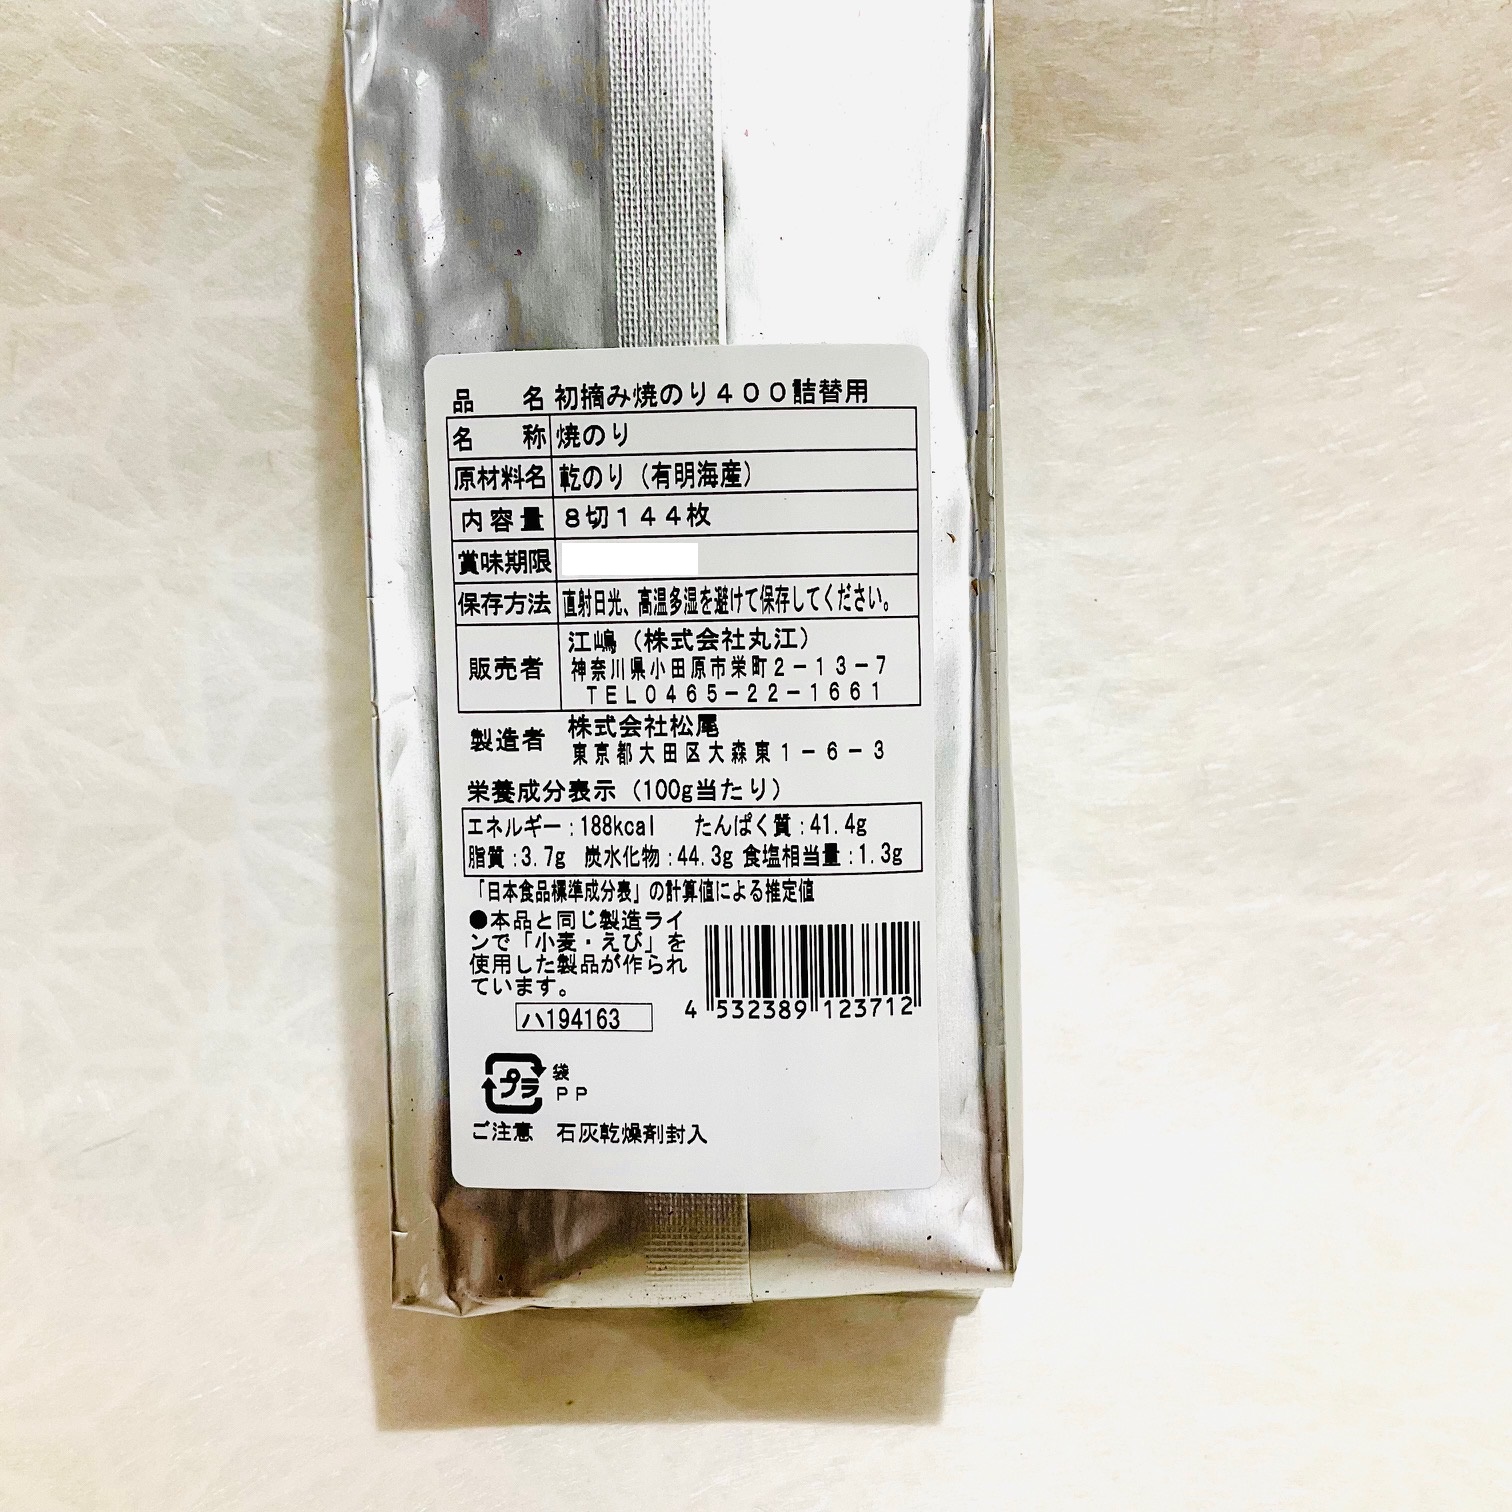 品名 初摘み焼のり400詰替用
名称 焼のり
原材料名 乾のり（有明海産）
内容量 8切144枚
賞味期限
保存方法 直射日光、高温多湿を避けて保存してください。
販売者 江嶋（株式会社丸江）
神奈川県小田原市栄町2－13－7
TEL0465－22－1661
製造者 株式会社松尾
東京都大田区大森東1－6－3
栄養成分表示（100g当たり）
エネルギー:188kcal たんぱく質:41.4g
脂質:3.7g 炭水化物:44.3g 食塩相当量:1.3g
「日本食品標準成分表」の計算値による推定値
●本品と同じ製造ライ
ンで「小麦・えび」を
使用した製品が作られ
ています。
ハ194163
4 532389 123712
プラ 袋
PP
ご注意 石灰乾燥剤封入